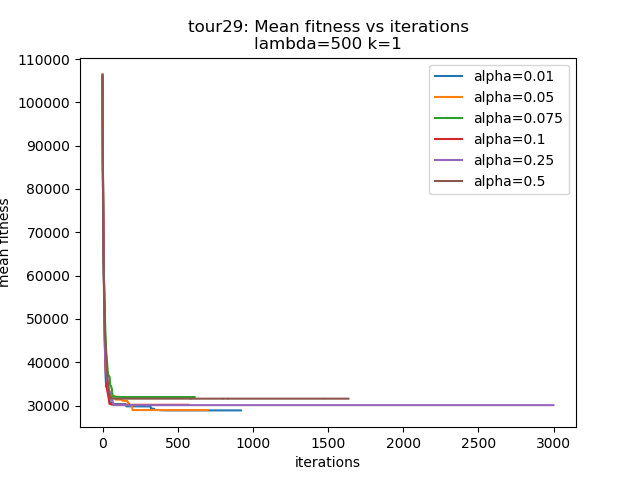 tour29: Mean fitness vs iterations
lambda=500 k=1
110000
100000
90000
80000
70000
60000
50000
40000
30000
mean fitness
alpha=0.01
alpha=0.05
alpha=0.075
alpha=0.1
alpha=0.25
alpha=0.5
0
500
1000
1500
2000
2500
3000
iterations